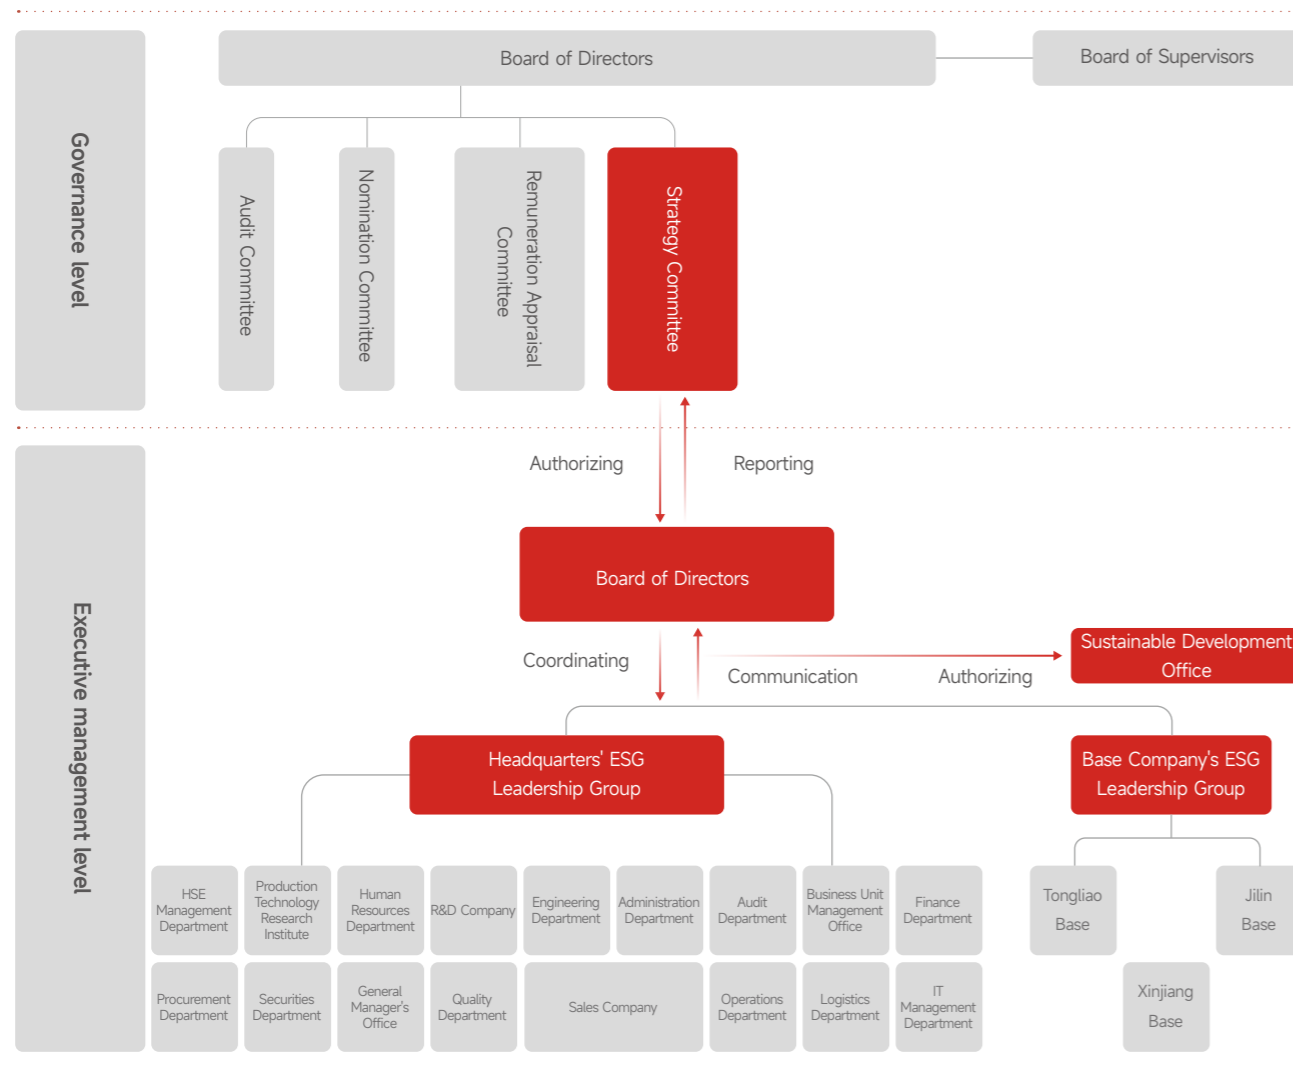 Governance level
Board of Directors
Board of Supervisors
Audit Committee
Nomination Committee
Remuneration Appraisal
Committee
Strategy Committee
Executive management level
Authorizing
Reporting
Board of Directors
Coordinating
Communication
Authorizing
Sustainable Development
Office
Headquarters' ESG
Leadership Group
Base Company's ESG
Leadership Group
HSE
Management
Department
Production
Technology
Research
Institute
Human
Resources
Department
R&D Company
Engineering
Department
Administration
Department
Audit
Department
Business Unit
Management
Office
Finance
Department
Tongliao
Base
Jilin
Base
Procurement
Department
Securities
Department
General
Manager's
Office
Quality
Department
Sales Company
Operations
Department
Logistics
Department
IT
Management
Department
Xinjiang
Base